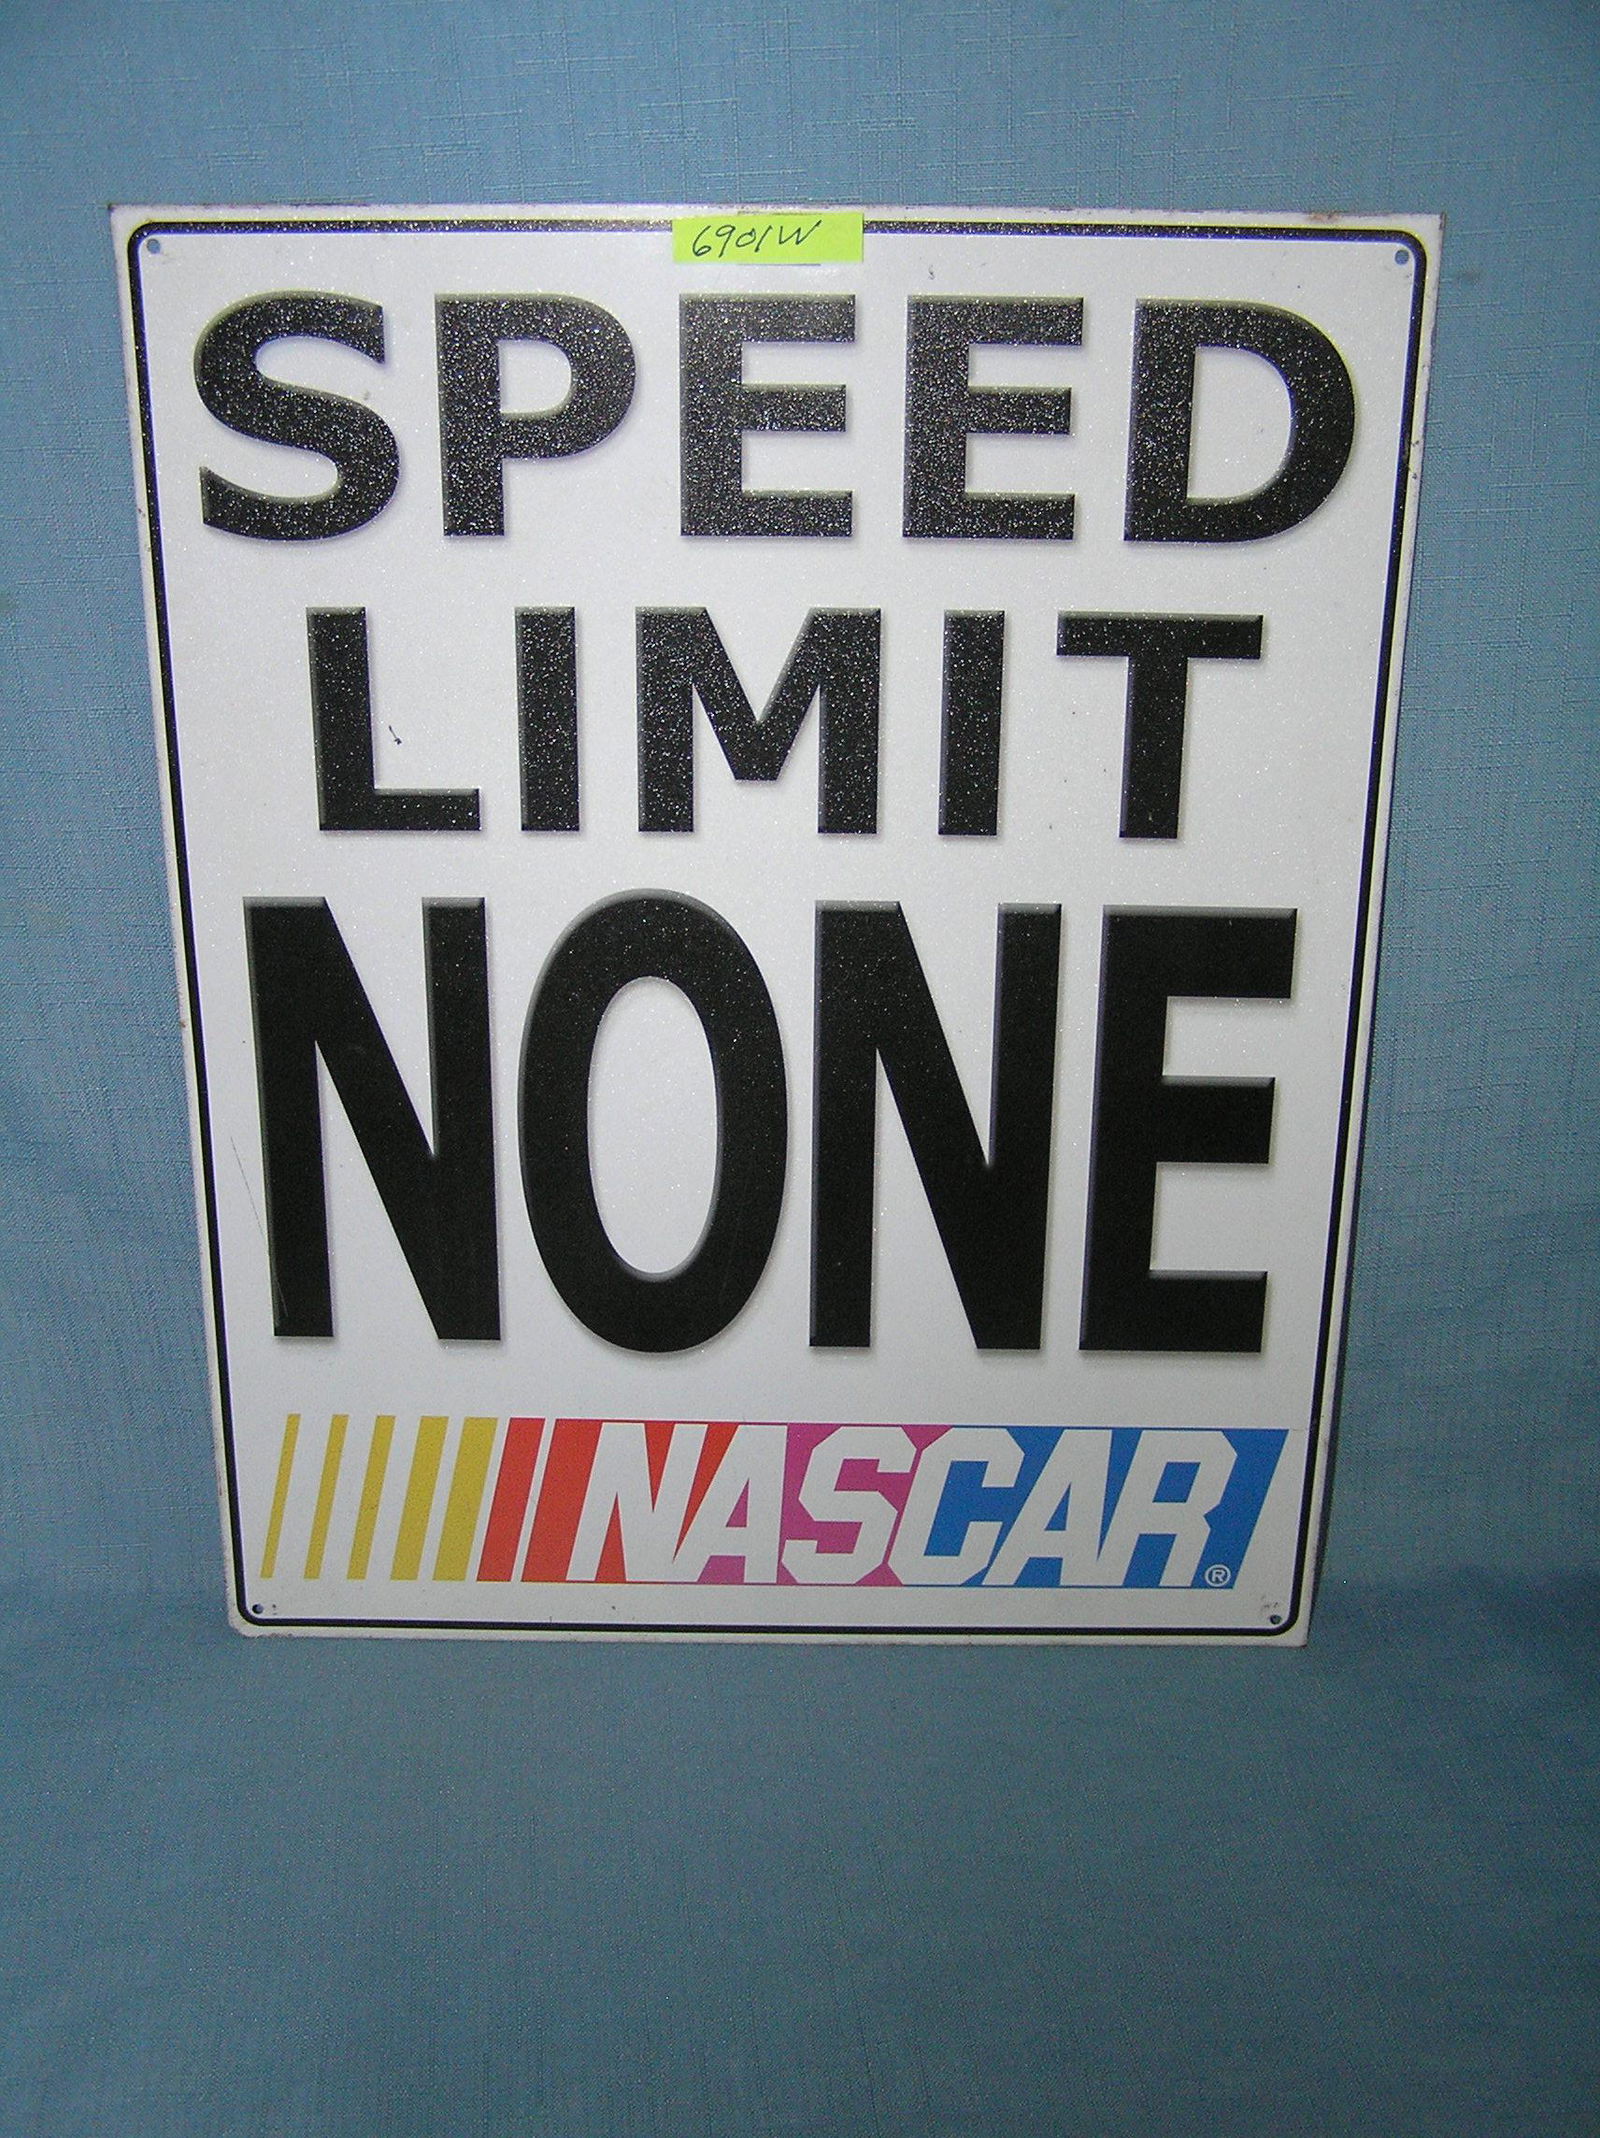 6901W
SPEED
LIMIT
NONE
NASCAR®